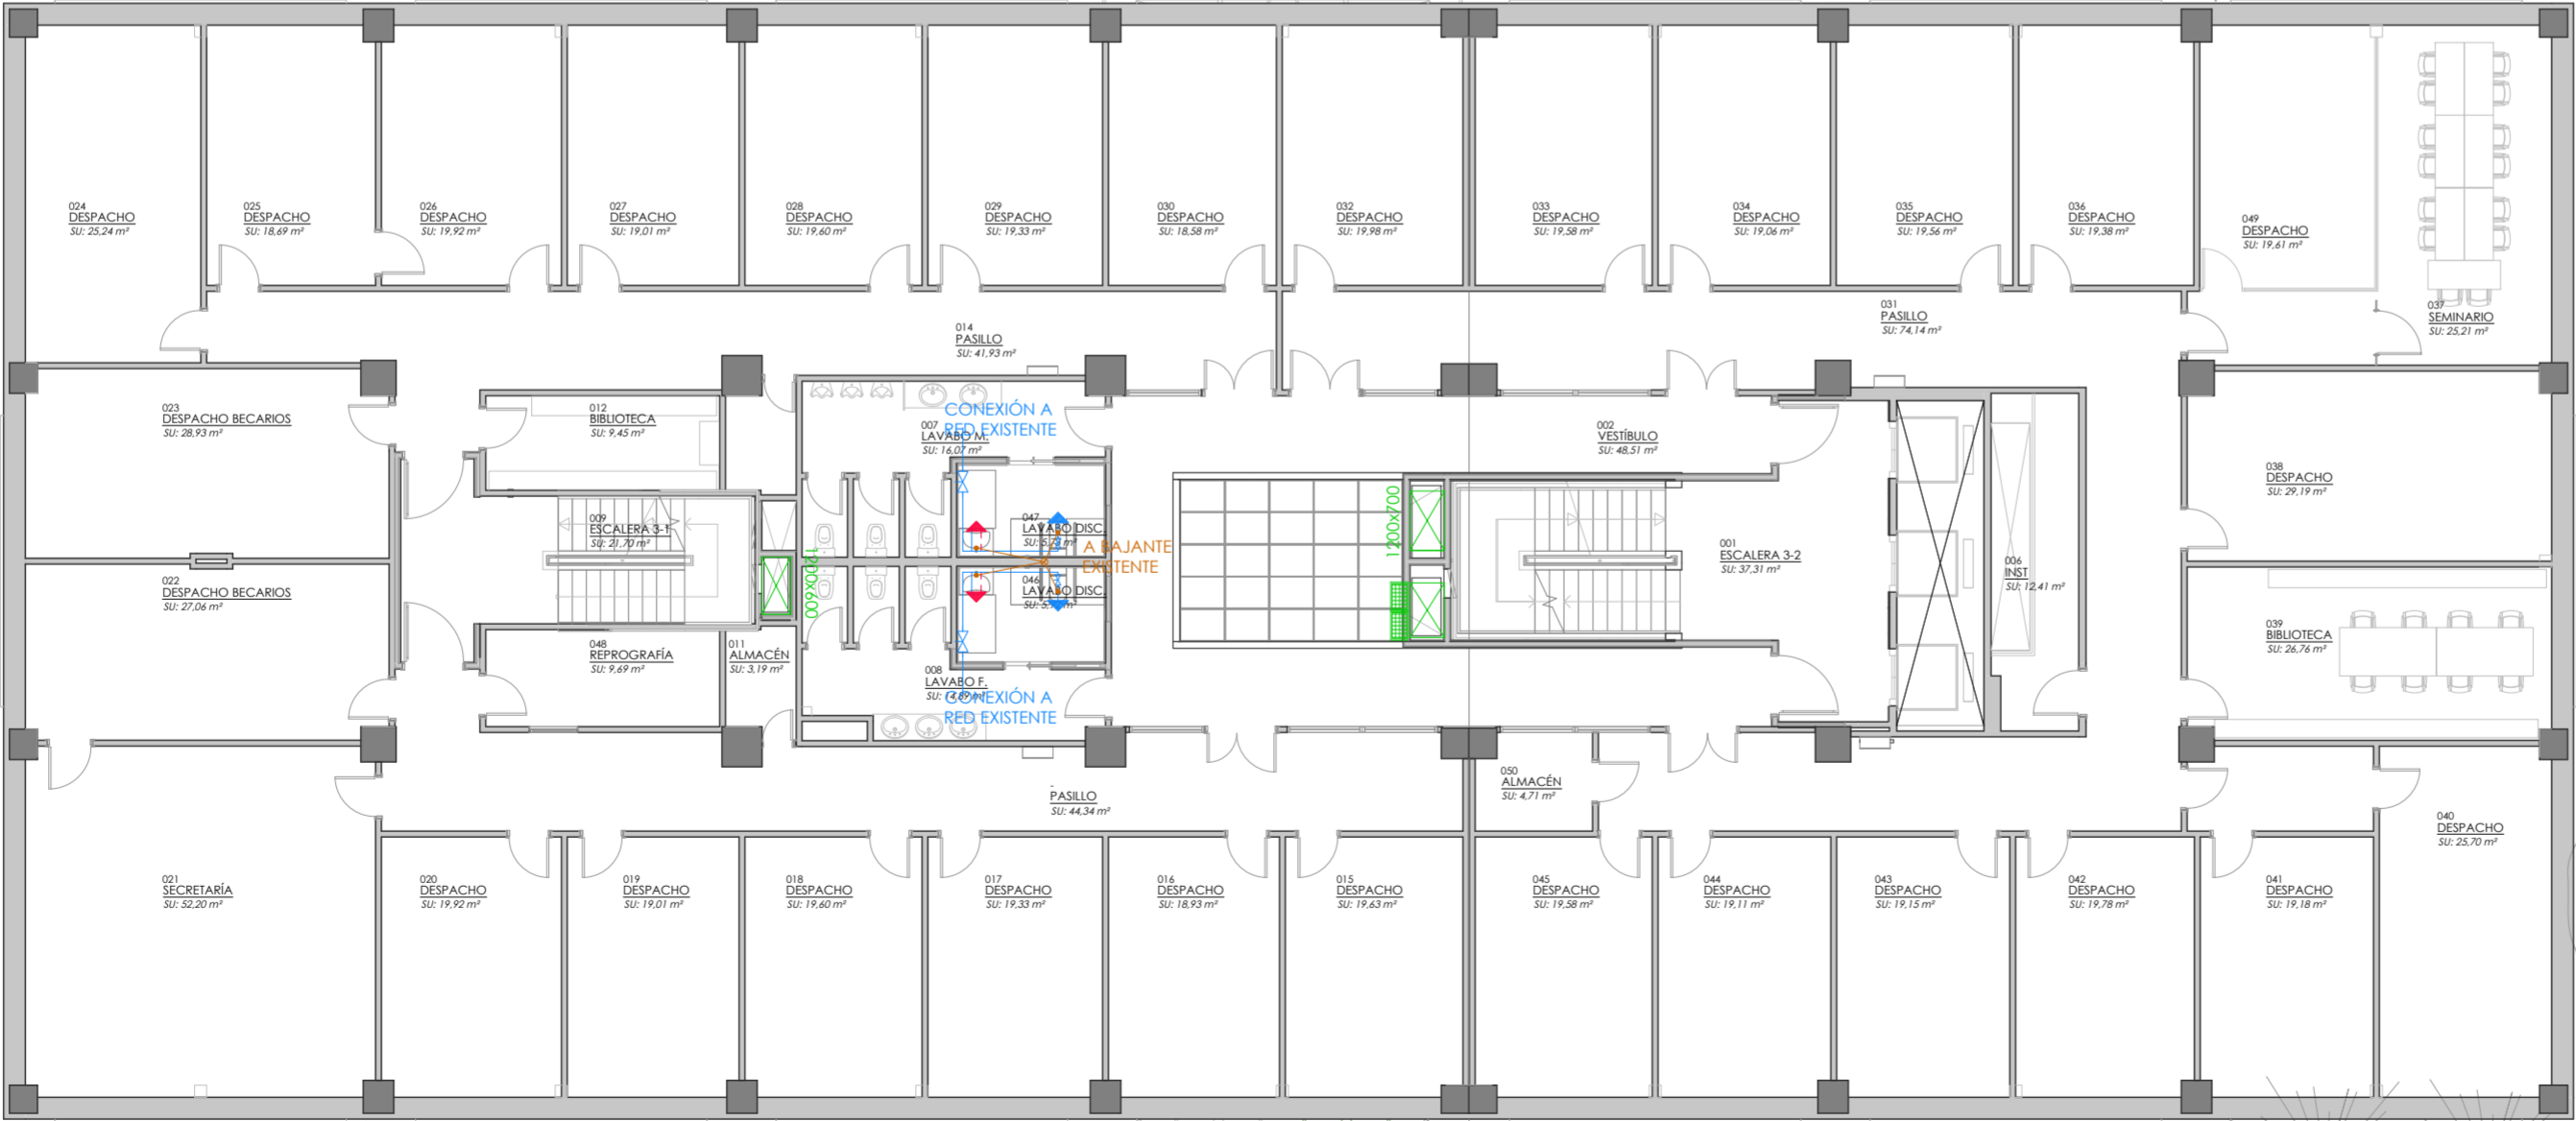 024
DESPACHO
SU: 25,24 m²
025
DESPACHO
SU: 18,69 m²
026
DESPACHO
SU: 19,92 m²
027
DESPACHO
SU: 19,01 m²
028
DESPACHO
SU: 19,60 m²
029
DESPACHO
SU: 19,33 m²
030
DESPACHO
SU: 18,58 m²
032
DESPACHO
SU: 19,98 m²
033
DESPACHO
SU: 19,58 m²
034
DESPACHO
SU: 19,06 m²
035
DESPACHO
SU: 19,56 m²
036
DESPACHO
SU: 19,38 m²
049
DESPACHO
SU: 19,61 m²
037
SEMINARIO
SU: 25,21 m²
014
PASILLO
SU: 41,93 m²
031
PASILLO
SU: 74,14 m²
023
DESPACHO BECARIOS
SU: 28,93 m²
012
BIBLIOTECA
SU: 9,45 m²
CONEXIÓN A
RED EXISTENTE
007
LAVABO M.
SU: 16,07 m²
002
VESTÍBULO
SU: 48,51 m²
038
DESPACHO
SU: 29,19 m²
009
ESCALERA 3-1
SU: 21,70 m²
047
LAVABO DISC.
1200x700
A BAJANTE
EXISTENTE
001
ESCALERA 3-2
SU: 37,31 m²
006
INST
SU: 12,41 m²
022
DESPACHO BECARIOS
SU: 27,06 m²
1200x600
046
LAVABO DISC.
039
BIBLIOTECA
SU: 26,76 m²
048
REPROGRAFÍA
SU: 9,69 m²
011
ALMACÉN
SU: 3,19 m²
008
LAVABO F.
CONEXIÓN A
RED EXISTENTE
-
PASILLO
SU: 44,34 m²
050
ALMACÉN
SU: 4,71 m²
040
DESPACHO
SU: 25,70 m²
021
SECRETARÍA
SU: 52,20 m²
020
DESPACHO
SU: 19,92 m²
019
DESPACHO
SU: 19,01 m²
018
DESPACHO
SU: 19,60 m²
017
DESPACHO
SU: 19,33 m²
016
DESPACHO
SU: 18,93 m²
015
DESPACHO
SU: 19,63 m²
045
DESPACHO
SU: 19,58 m²
044
DESPACHO
SU: 19,11 m²
043
DESPACHO
SU: 19,15 m²
042
DESPACHO
SU: 19,78 m²
041
DESPACHO
SU: 19,18 m²